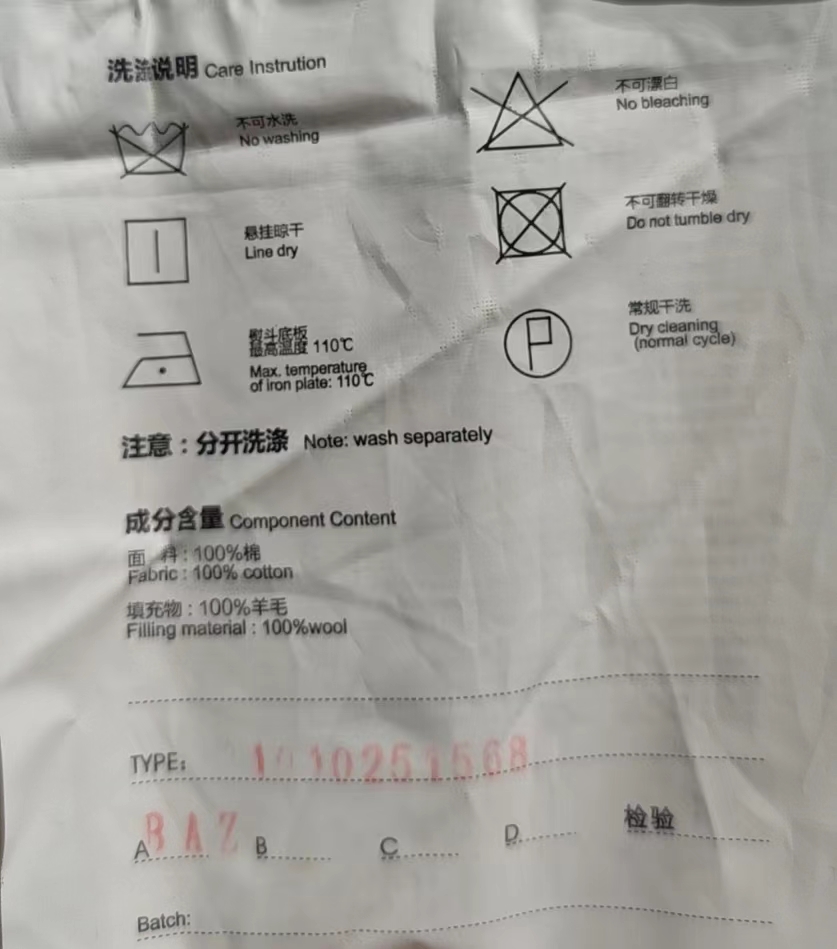 洗涤说明 Care Instrution
不可水洗
No washing
不可漂白
No bleaching
悬挂晾干
Line dry
不可翻转干燥
Do not tumble dry
熨斗底板
最高温度 110℃
Max. temperature
of iron plate: 110℃
常规干洗
Dry cleaning
(normal cycle)
P
注意：分开洗涤 Note: wash separately
成分含量 Component Content
面 料：100%棉
Fabric : 100% cotton
填充物：100%羊毛
Filling material : 100%wool
TYPE:
A B C D 检验
Batch: